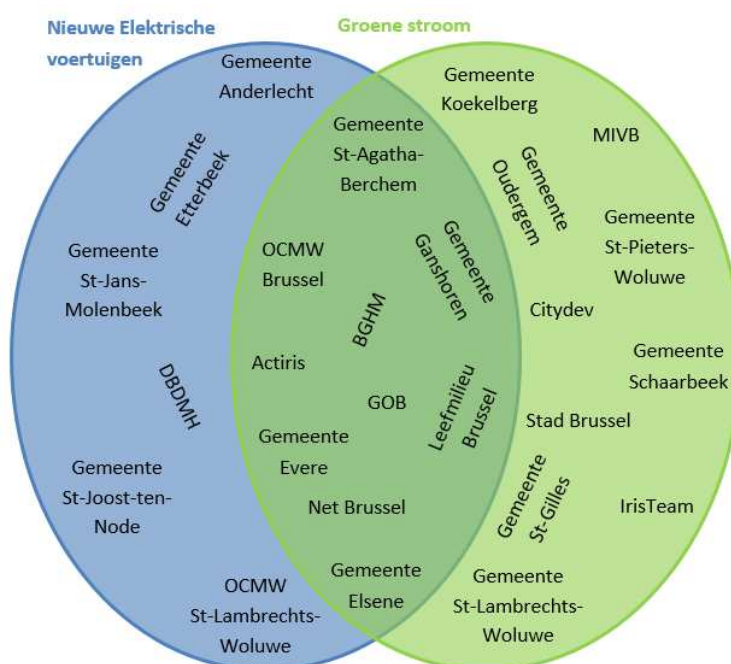 Nieuwe Elektrische
voertuigen
Groene stroom
Gemeente
Anderlecht
Gemeente
Etterbeek
Gemeente
St-Jans-
Molenbeek
DBDMH
Gemeente
St-Joost-ten-
Node
OCMW
St-Lambrechts-
Woluwe
Gemeente
St-Agatha-
Berchem
OCMW
Brussel
Gemeente
Ganshoren
BGHM
Actiris
GOB
Leefmilieu
Brussel
Gemeente
Evere
Net Brussel
Gemeente
Elsene
Gemeente
Koekelberg
MIVB
Gemeente
Oudergem
Gemeente
St-Pieters-
Woluwe
Citydev
Gemeente
Schaarbeek
Stad Brussel
Gemeente
St-Gilles
IrisTeam
Gemeente
St-Lambrechts-
Woluwe